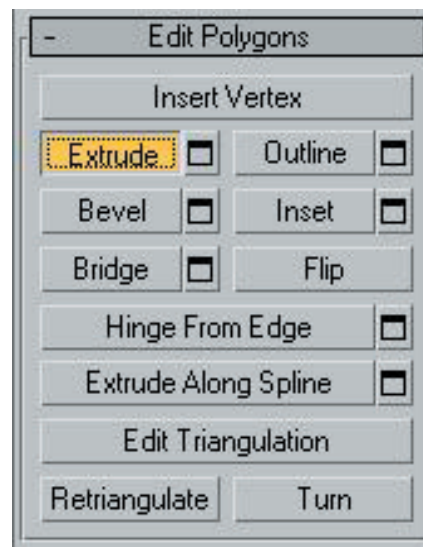 - Edit Polygons
Insert Vertex
Extrude Outline
Bevel Inset
Bridge Flip
Hinge From Edge
Extrude Along Spline
Edit Triangulation
Retriangulate Turn